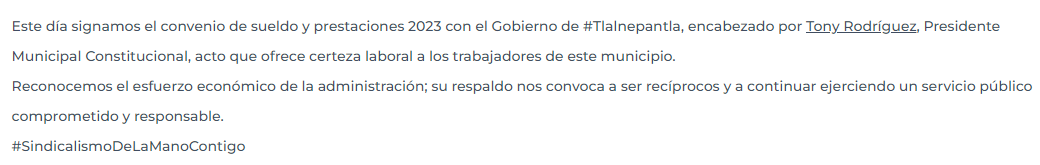 Este día signamos el convenio de sueldo y prestaciones 2023 con el Gobierno de #Tlalnepantla, encabezado por Tony Rodríguez, Presidente
Municipal Constitucional, acto que ofrece certeza laboral a los trabajadores de este municipio.
Reconocemos el esfuerzo económico de la administración; su respaldo nos convoca a ser recíprocos y a continuar ejerciendo un servicio público
comprometido y responsable.
#SindicalismoDeLaManoContigo